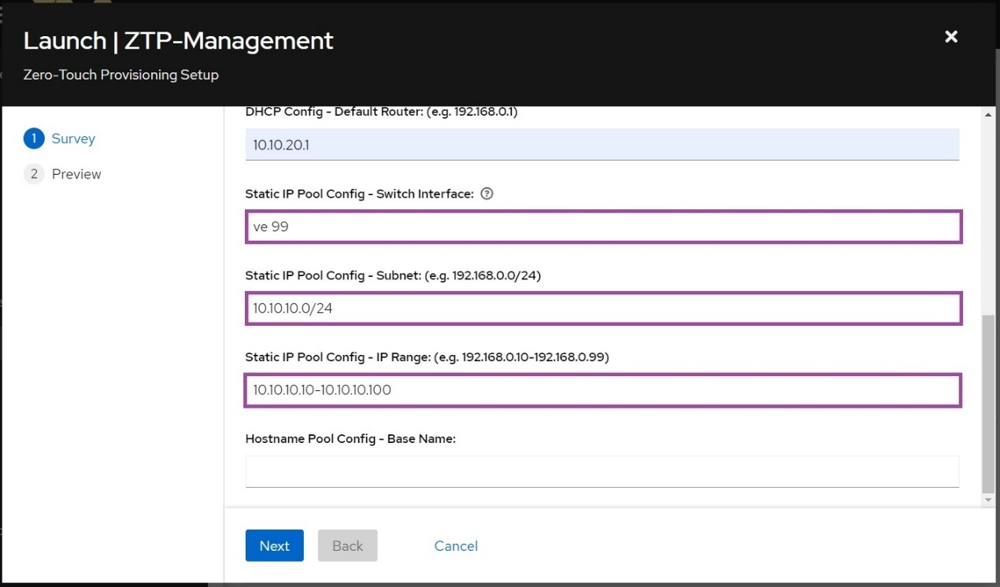 Launch | ZTP-Management
Zero-Touch Provisioning Setup
1 Survey
2 Preview
DHCP Config - Default Router: (e.g. 192.168.0.1)
10.10.20.1
Static IP Pool Config - Switch Interface: ?
ve 99
Static IP Pool Config - Subnet: (e.g. 192.168.0.0/24)
10.10.10.0/24
Static IP Pool Config - IP Range: (e.g. 192.168.0.10-192.168.0.99)
10.10.10.10-10.10.10.100
Hostname Pool Config - Base Name:
Next Back Cancel